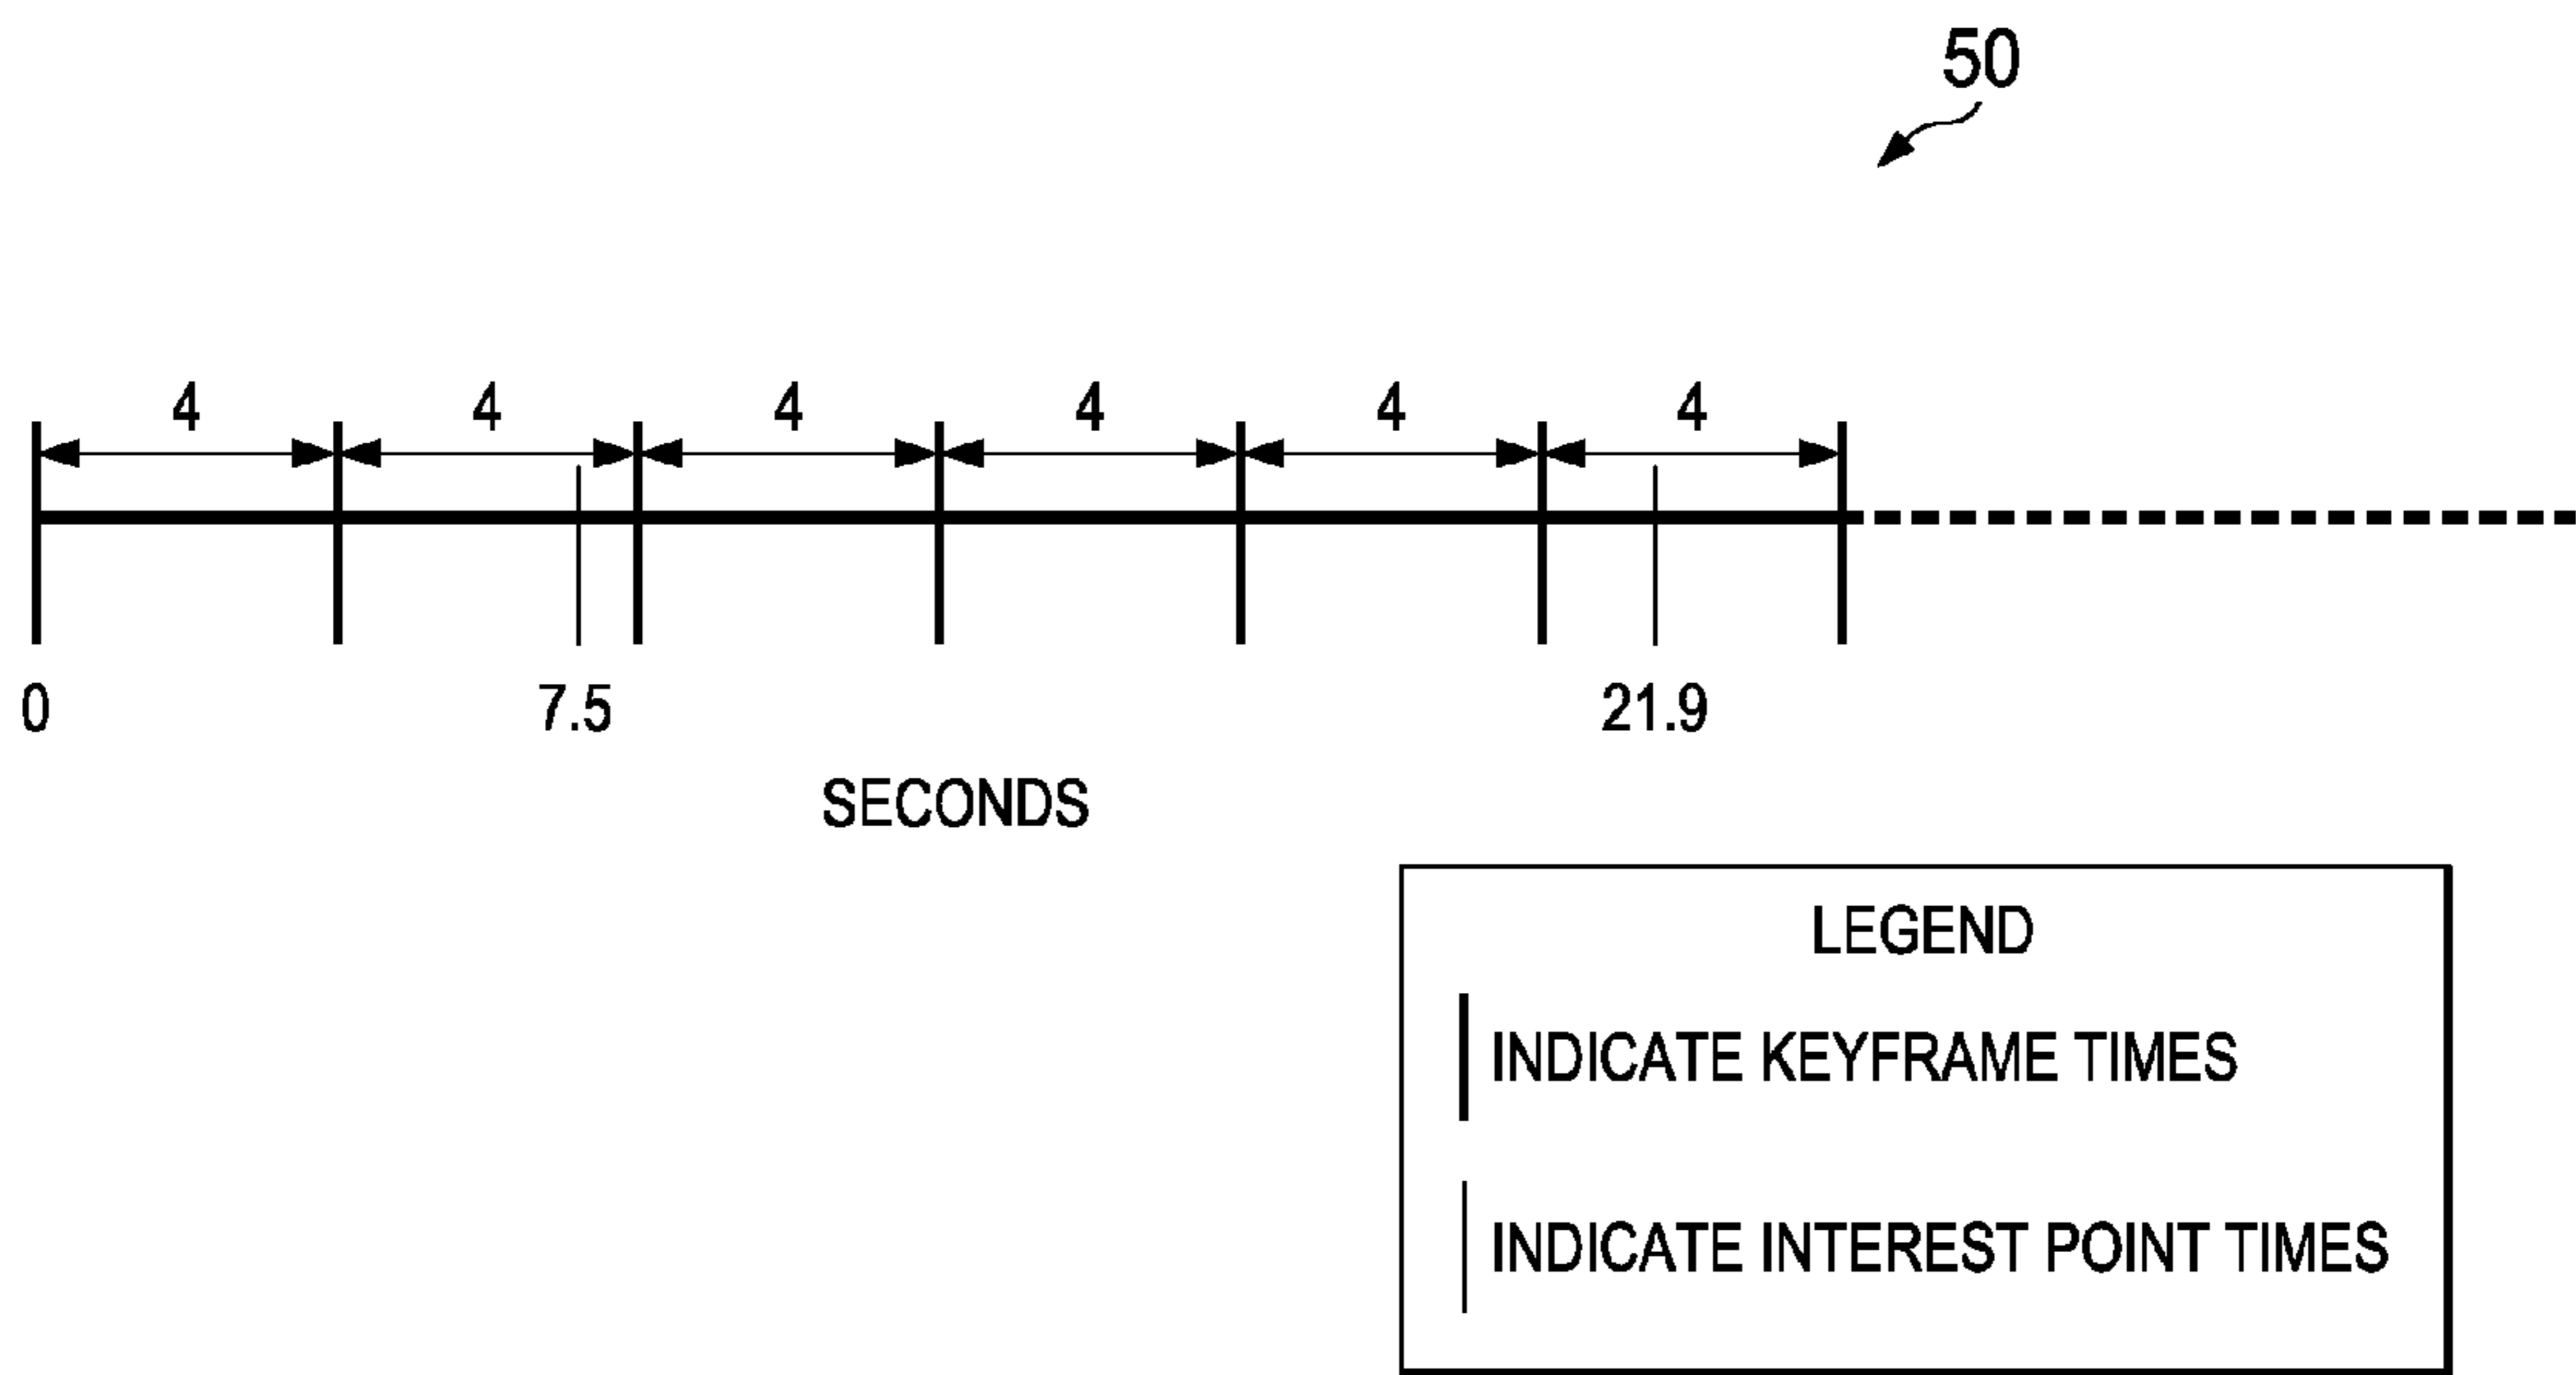 50
4 4 4 4 4 4
0 7.5 21.9
SECONDS
LEGEND
INDICATE KEYFRAME TIMES
INDICATE INTEREST POINT TIMES